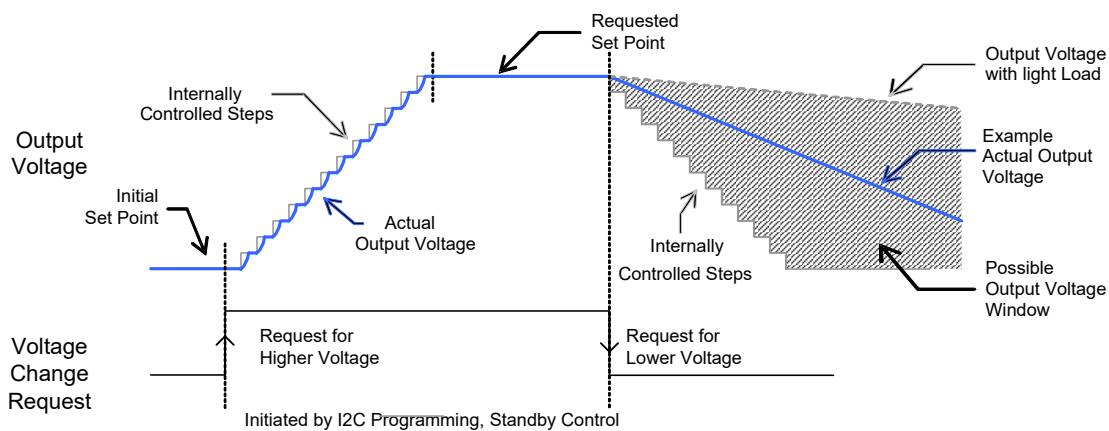 Requested
Set Point
Output Voltage
with light Load
Internally
Controlled Steps
Output
Voltage
Example
Actual Output
Voltage
Initial
Set Point
Actual
Output Voltage
Internally
Controlled Steps
Possible
Output Voltage
Window
Voltage
Change
Request
Request for
Higher Voltage
Request for
Lower Voltage
Initiated by I2C Programming, Standby Control